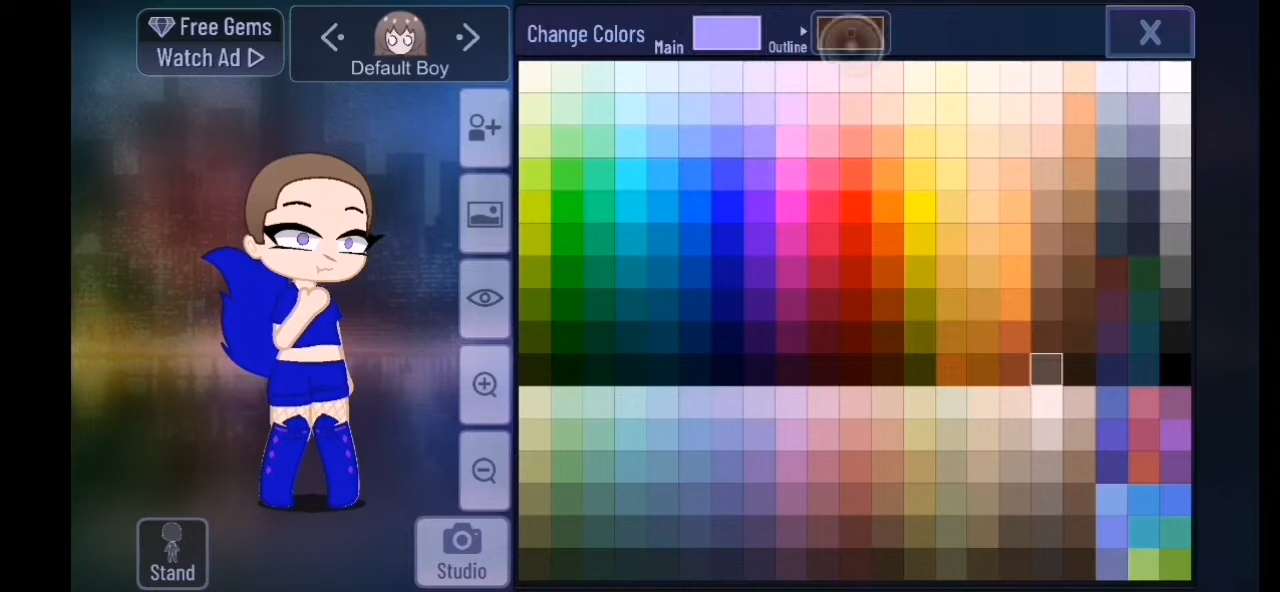 Free Gems
Watch Ad
Default Boy
Change Colors
Main
Outline
X
Stand
Studio